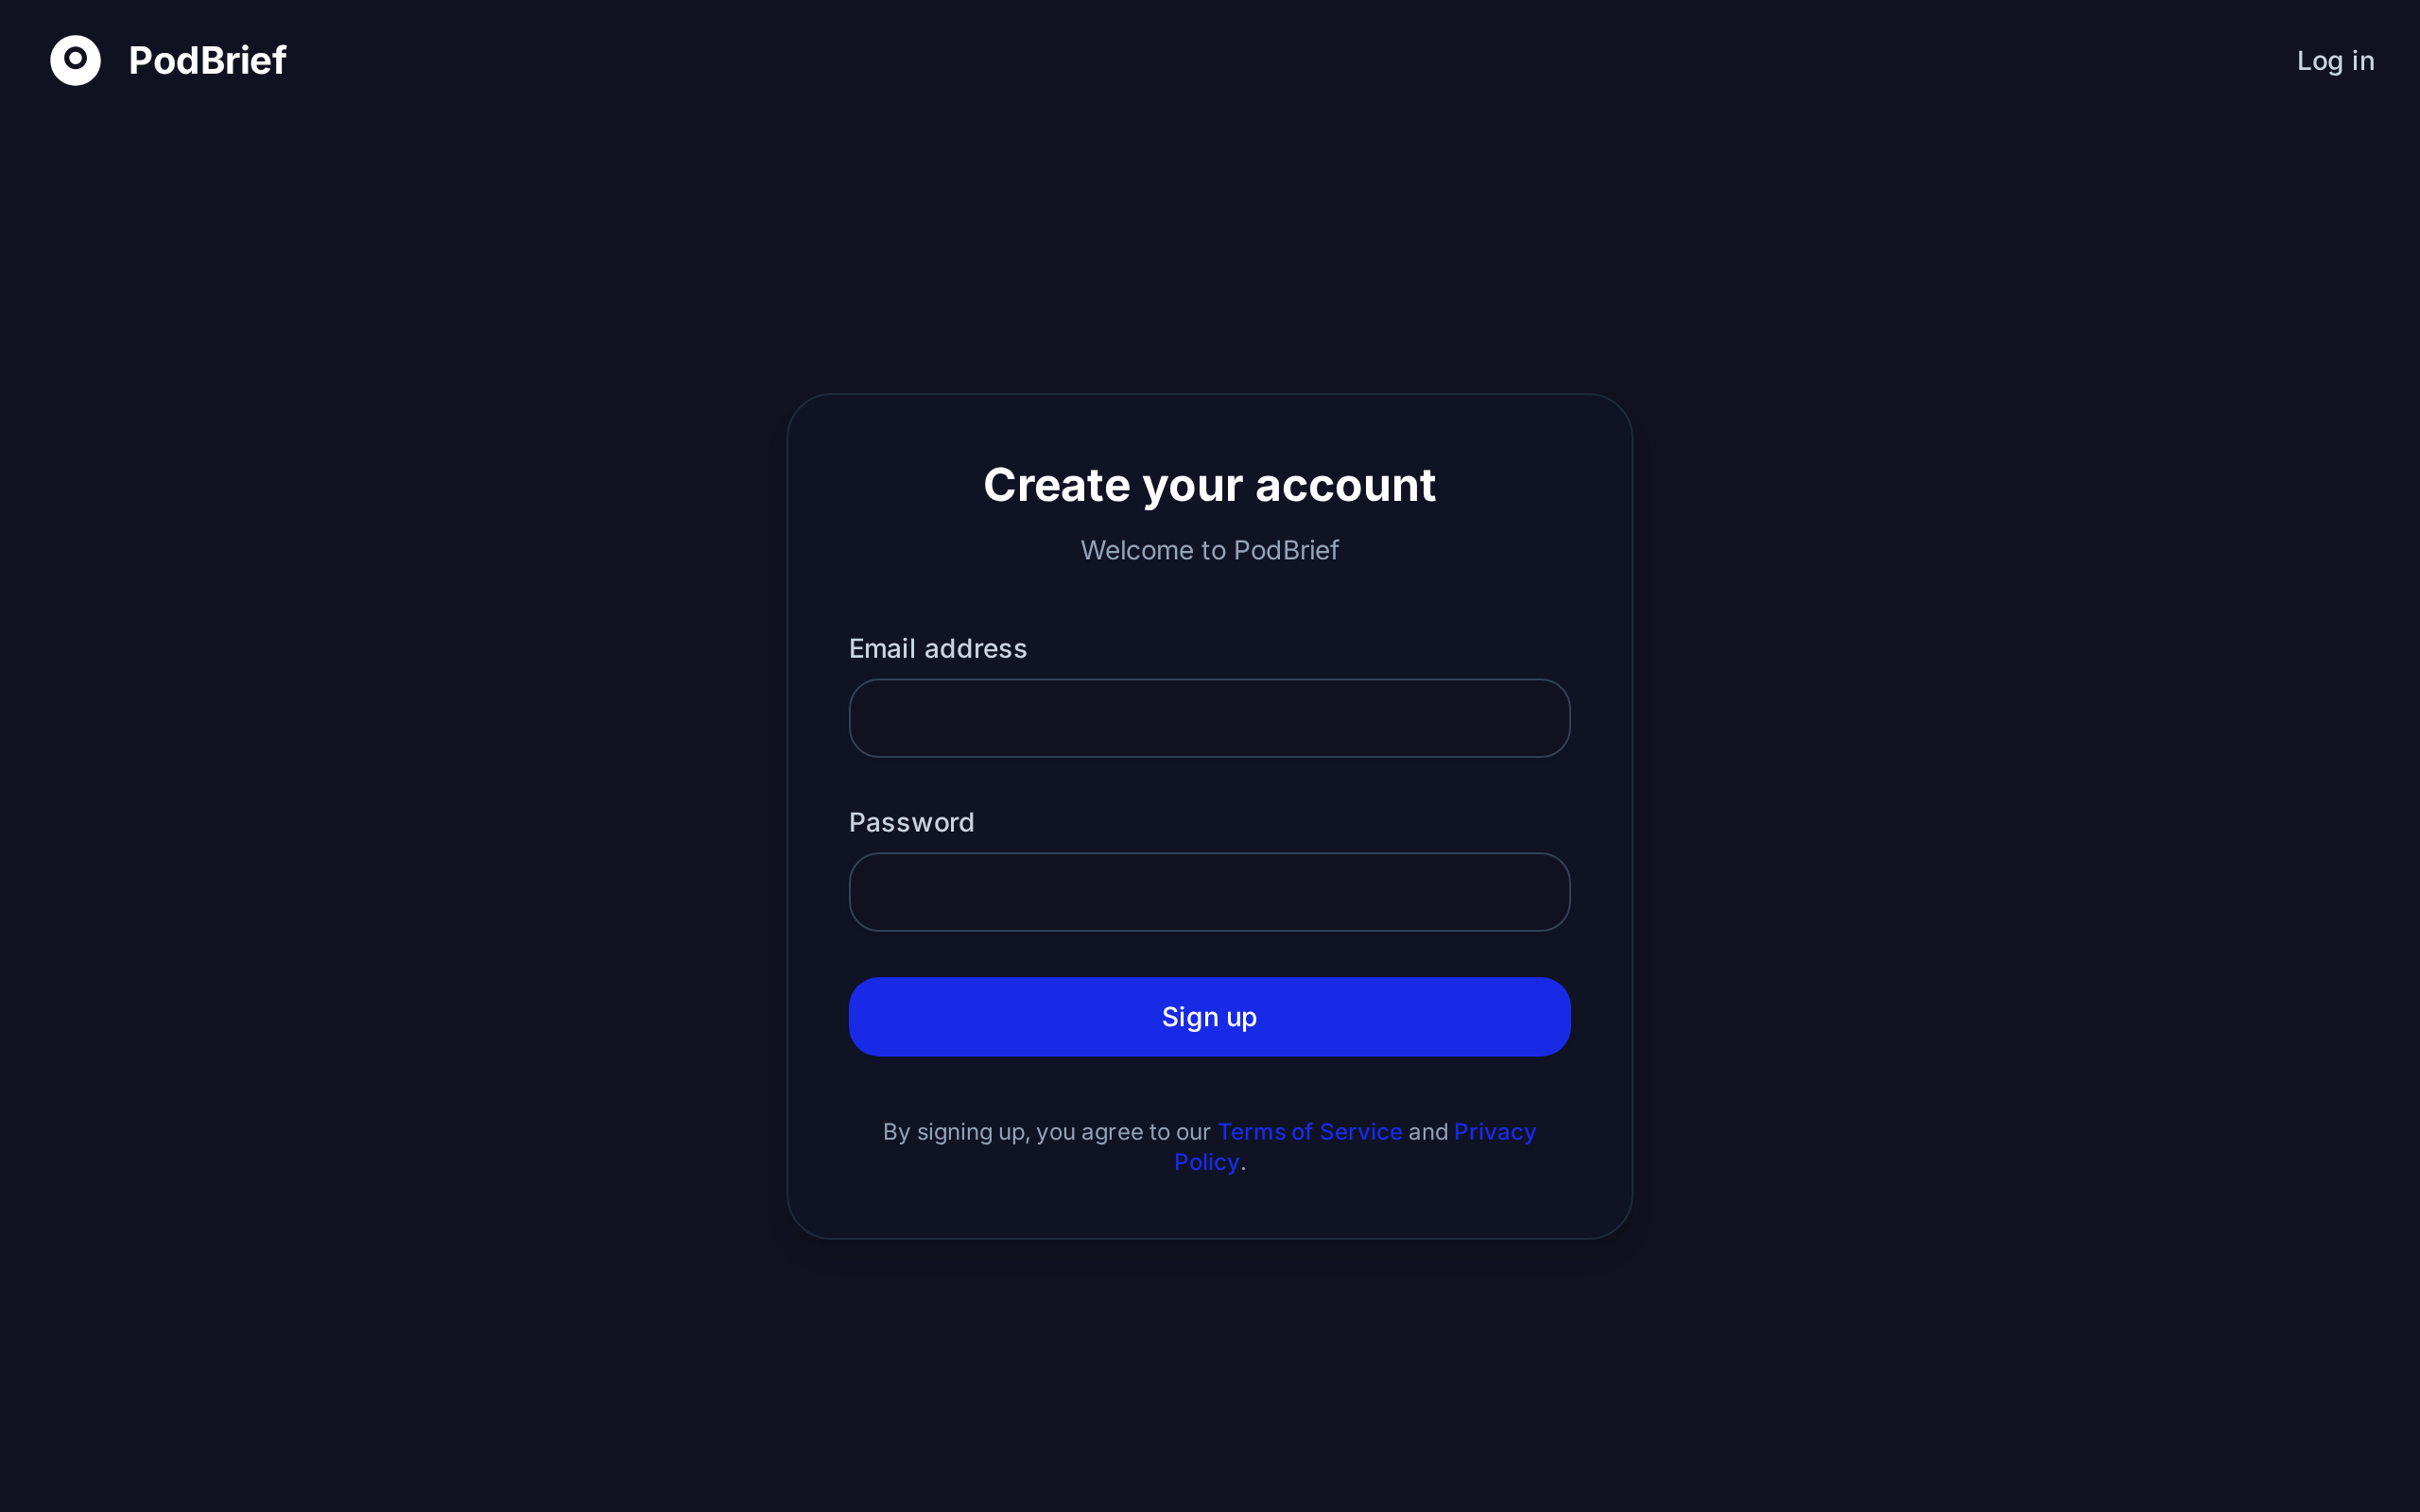 PodBrief
Log in
Create your account
Welcome to PodBrief
Email address
Password
Sign up
By signing up, you agree to our Terms of Service and Privacy
Policy.